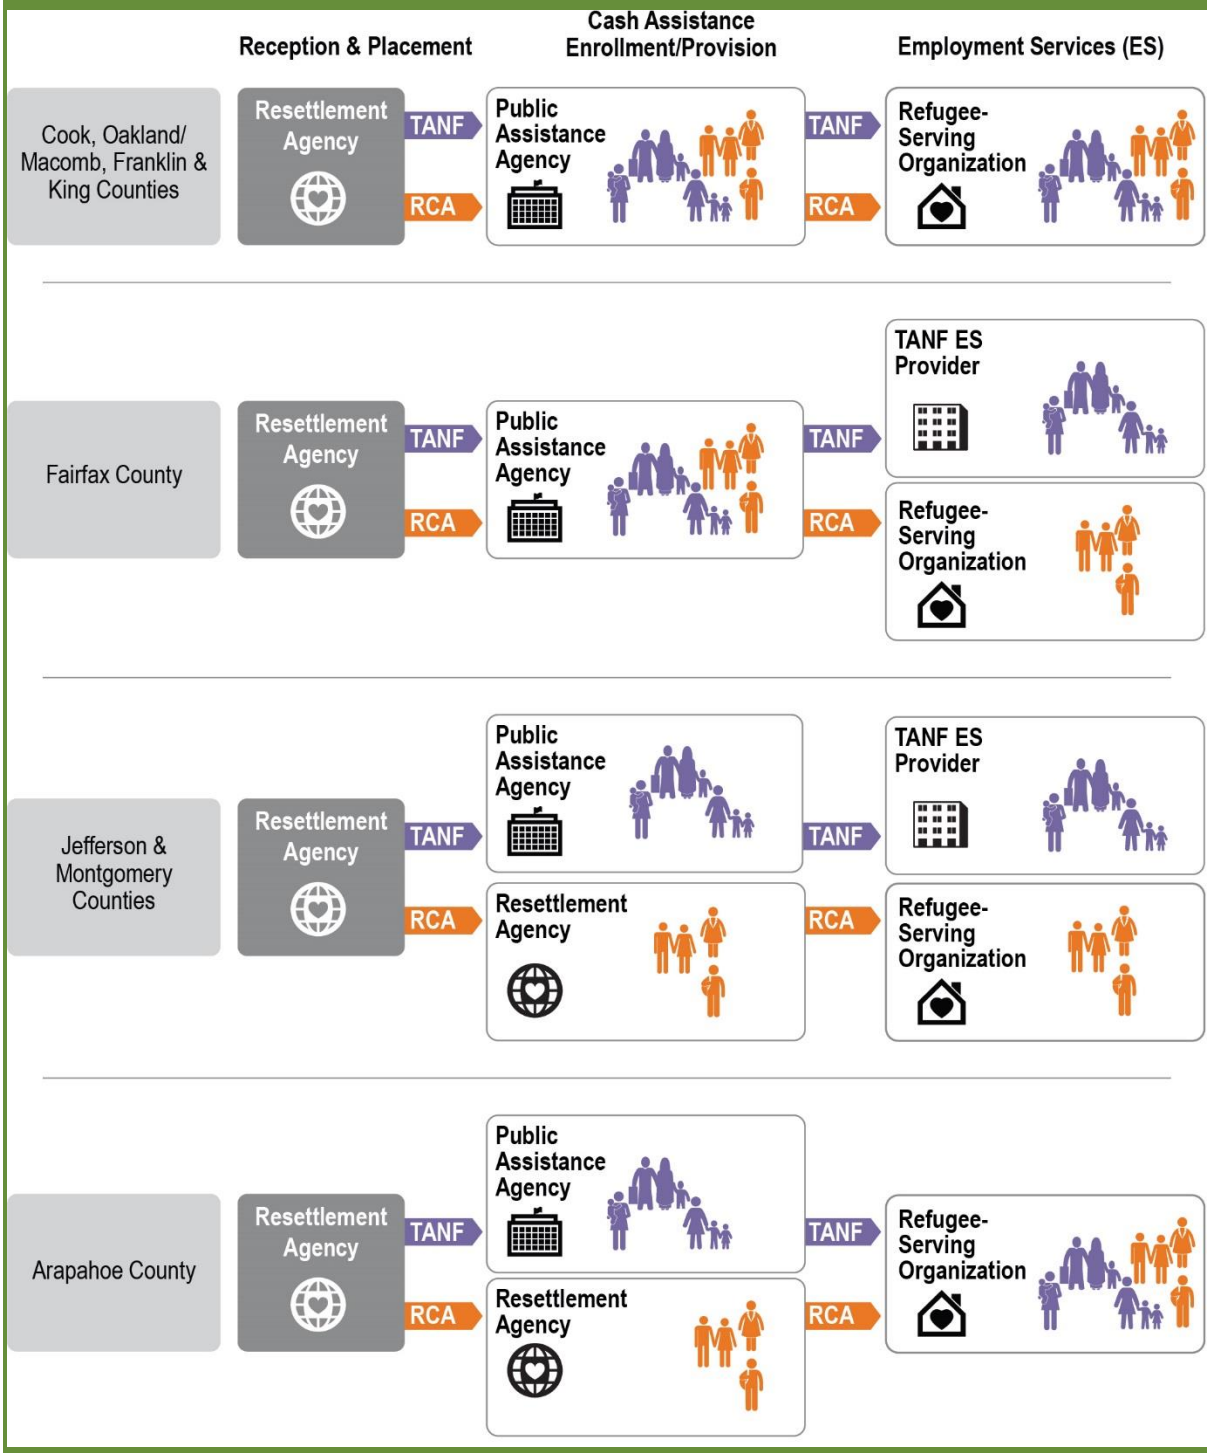 Reception & Placement
Cash Assistance
Enrollment/Provision
Employment Services (ES)
Cook, Oakland/
Macomb, Franklin &
King Counties
Resettlement
Agency
TANF
RCA
Public
Assistance
Agency
TANF
RCA
Refugee-
Serving
Organization
Fairfax County
Resettlement
Agency
TANF
RCA
Public
Assistance
Agency
TANF
RCA
TANF ES
Provider
Refugee-
Serving
Organization
Jefferson &
Montgomery
Counties
Resettlement
Agency
TANF
RCA
Public
Assistance
Agency
Resettlement
Agency
TANF
RCA
TANF ES
Provider
Refugee-
Serving
Organization
Arapahoe County
Resettlement
Agency
TANF
RCA
Public
Assistance
Agency
Resettlement
Agency
TANF
RCA
Refugee-
Serving
Organization